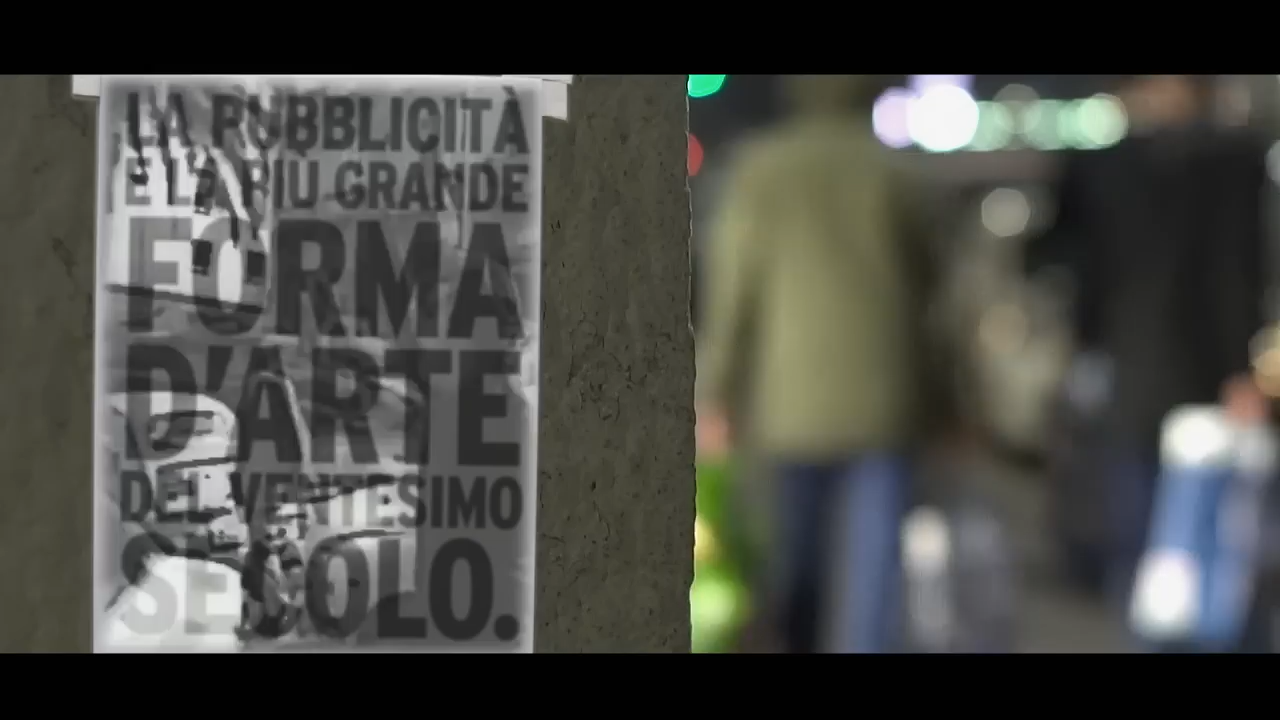 LA PUBBLICITÀ
E LA PIÙ GRANDE
FORMA
D'ARTE
DEL VENTESIMO
SECOLO.